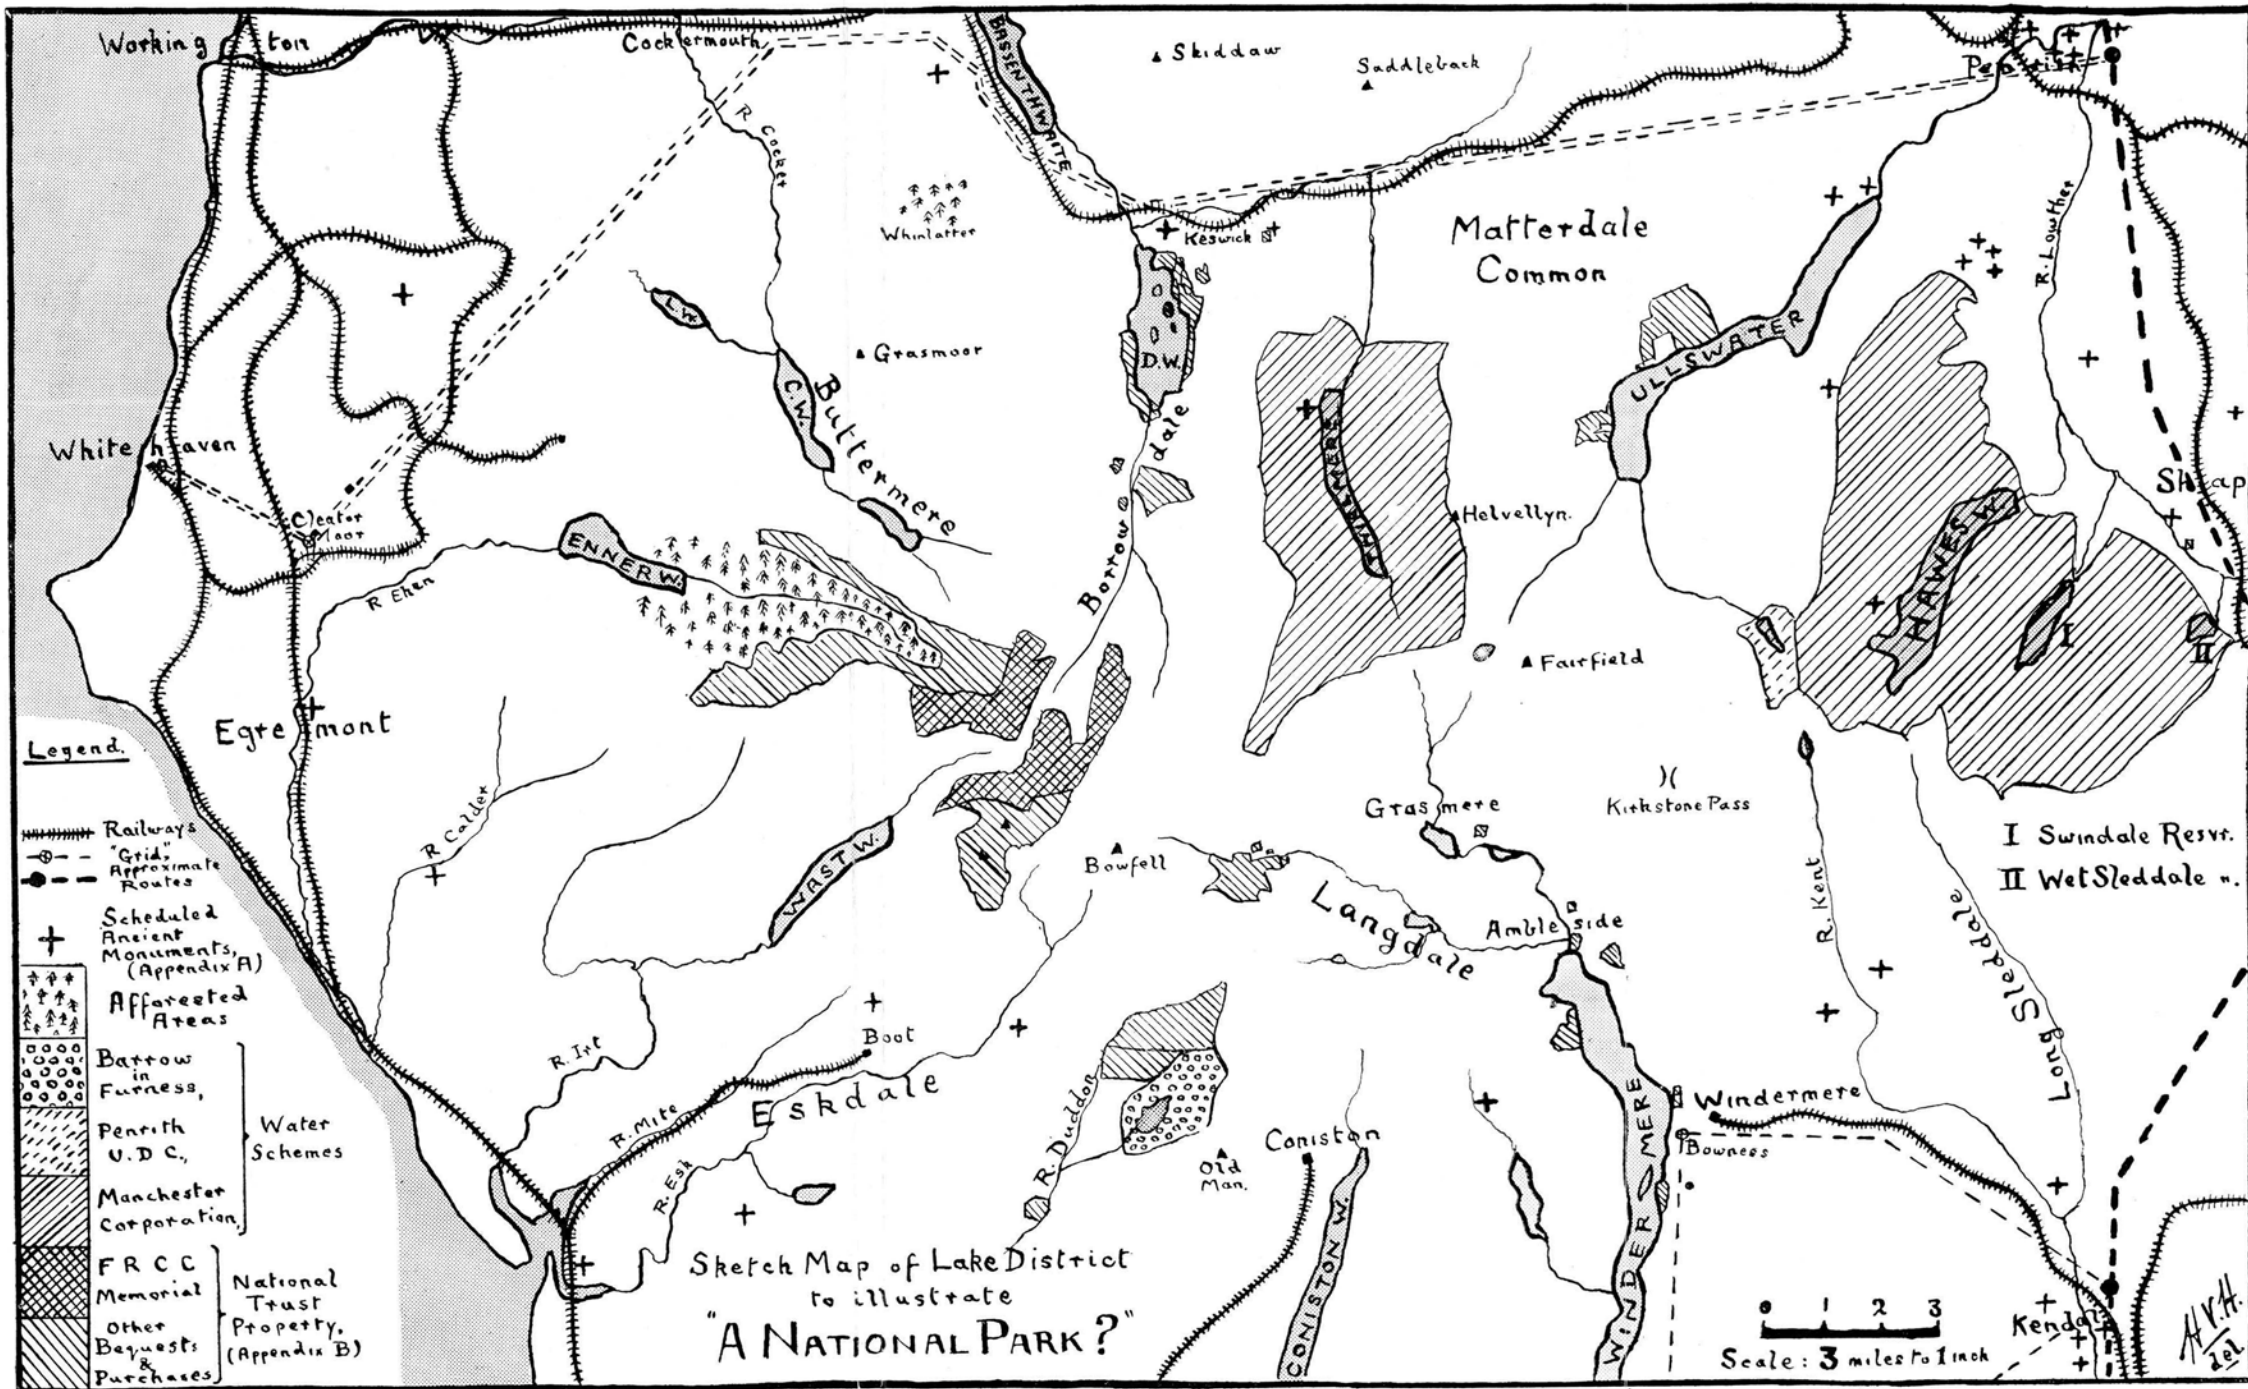 Workington
Cockermouth
BASSENTHWAITE
Skiddaw
Saddleback
Penrith
R Cocker
Whinlatter
Keswick
Matterdale
Common
R. Lowther
L.W.
Grasmoor
D.W.
C.W.
Buttermere
Borrowdale
THIRLMERE
ULLSWATER
Whitehaven
Cleator
Moor
Helvellyn.
HAWES W.
Shap
ENNER W.
R Ehen
Fairfield
I
II
Egremont
Legend.
Railways
"Grid",
Approximate
Routes
Scheduled
Ancient
Monuments,
(Appendix A)
Afforested
Areas
Barrow
in
Furness,
Penrith
U.D.C.,
Manchester
Corporation,
Water
Schemes
F R C C
Memorial
Other
Bequests
&
Purchases
National
Trust
Property.
(Appendix B)
R Calder
WAST W.
Bowfell
Grasmere
Kirkstone Pass
I Swindale Resvr.
II Wet Sleddale ".
Langdale
Ambleside
R. Kent
Long Sleddale
R. Irt
Boot
R. Mite
Eskdale
R. Esk
R. Duddon
Old
Man.
Coniston
CONISTON W.
WINDERMERE
Windermere
Bowness
Kendal
Sketch Map of Lake District
to illustrate
"A NATIONAL PARK?"
0 1 2 3
Scale: 3 miles to 1 inch
H.V.H.
del